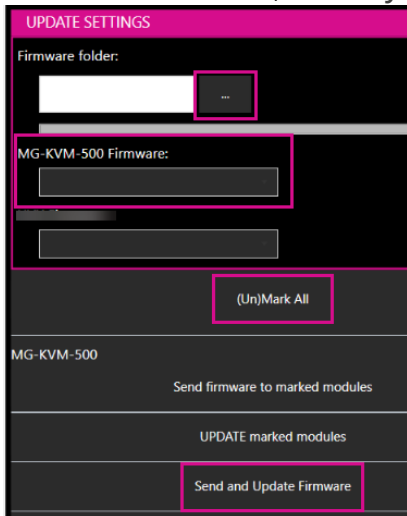 UPDATE SETTINGS
Firmware folder:
...
MG-KVM-500 Firmware:
(Un)Mark All
MG-KVM-500
Send firmware to marked modules
UPDATE marked modules
Send and Update Firmware